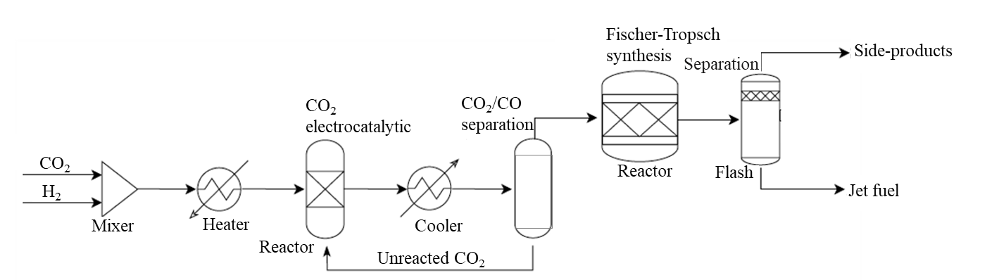 Fischer-Tropsch
synthesis
Separation
Side-products
CO₂
electrocatalytic
CO₂/CO
separation
CO₂
H₂
Mixer
Heater
Reactor
Cooler
Unreacted CO₂
Reactor
Flash
Jet fuel